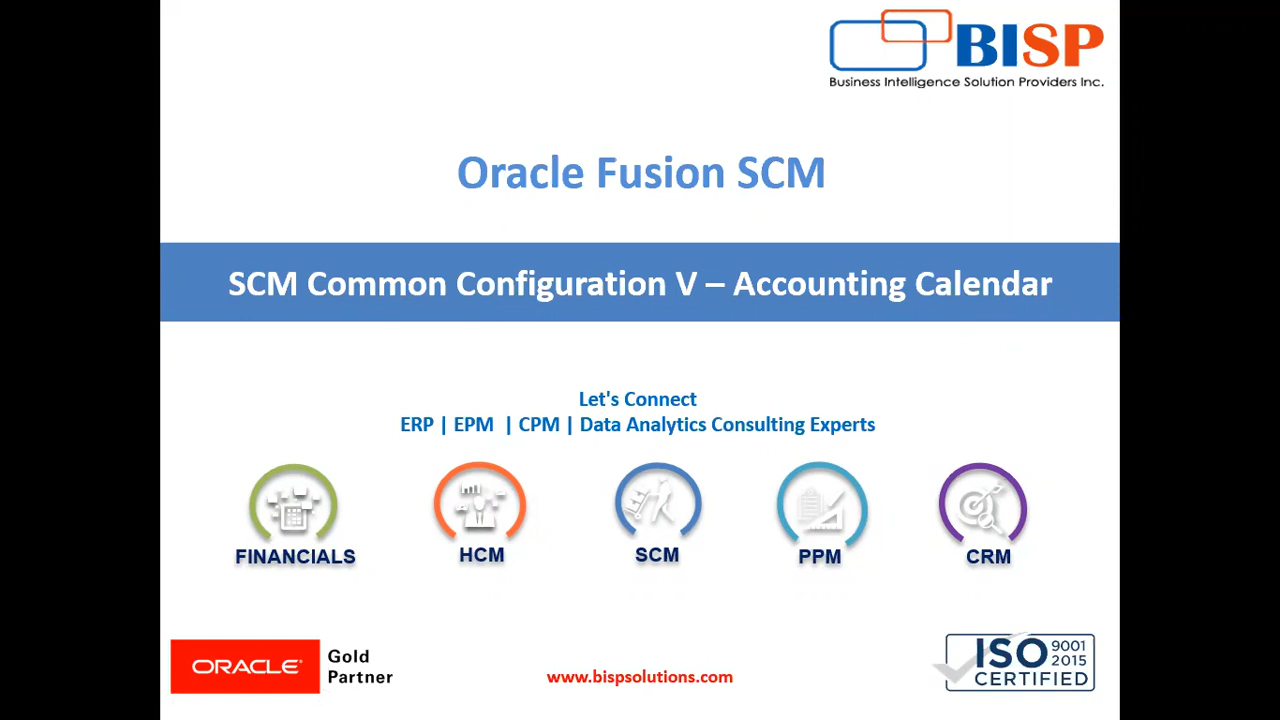 BISP
Business Intelligence Solution Providers Inc.
Oracle Fusion SCM
SCM Common Configuration V – Accounting Calendar
Let's Connect
ERP | EPM | CPM | Data Analytics Consulting Experts
FINANCIALS
HCM
SCM
PPM
CRM
ORACLE®
Gold
Partner
www.bispsolutions.com
ISO 9001
2015
CERTIFIED